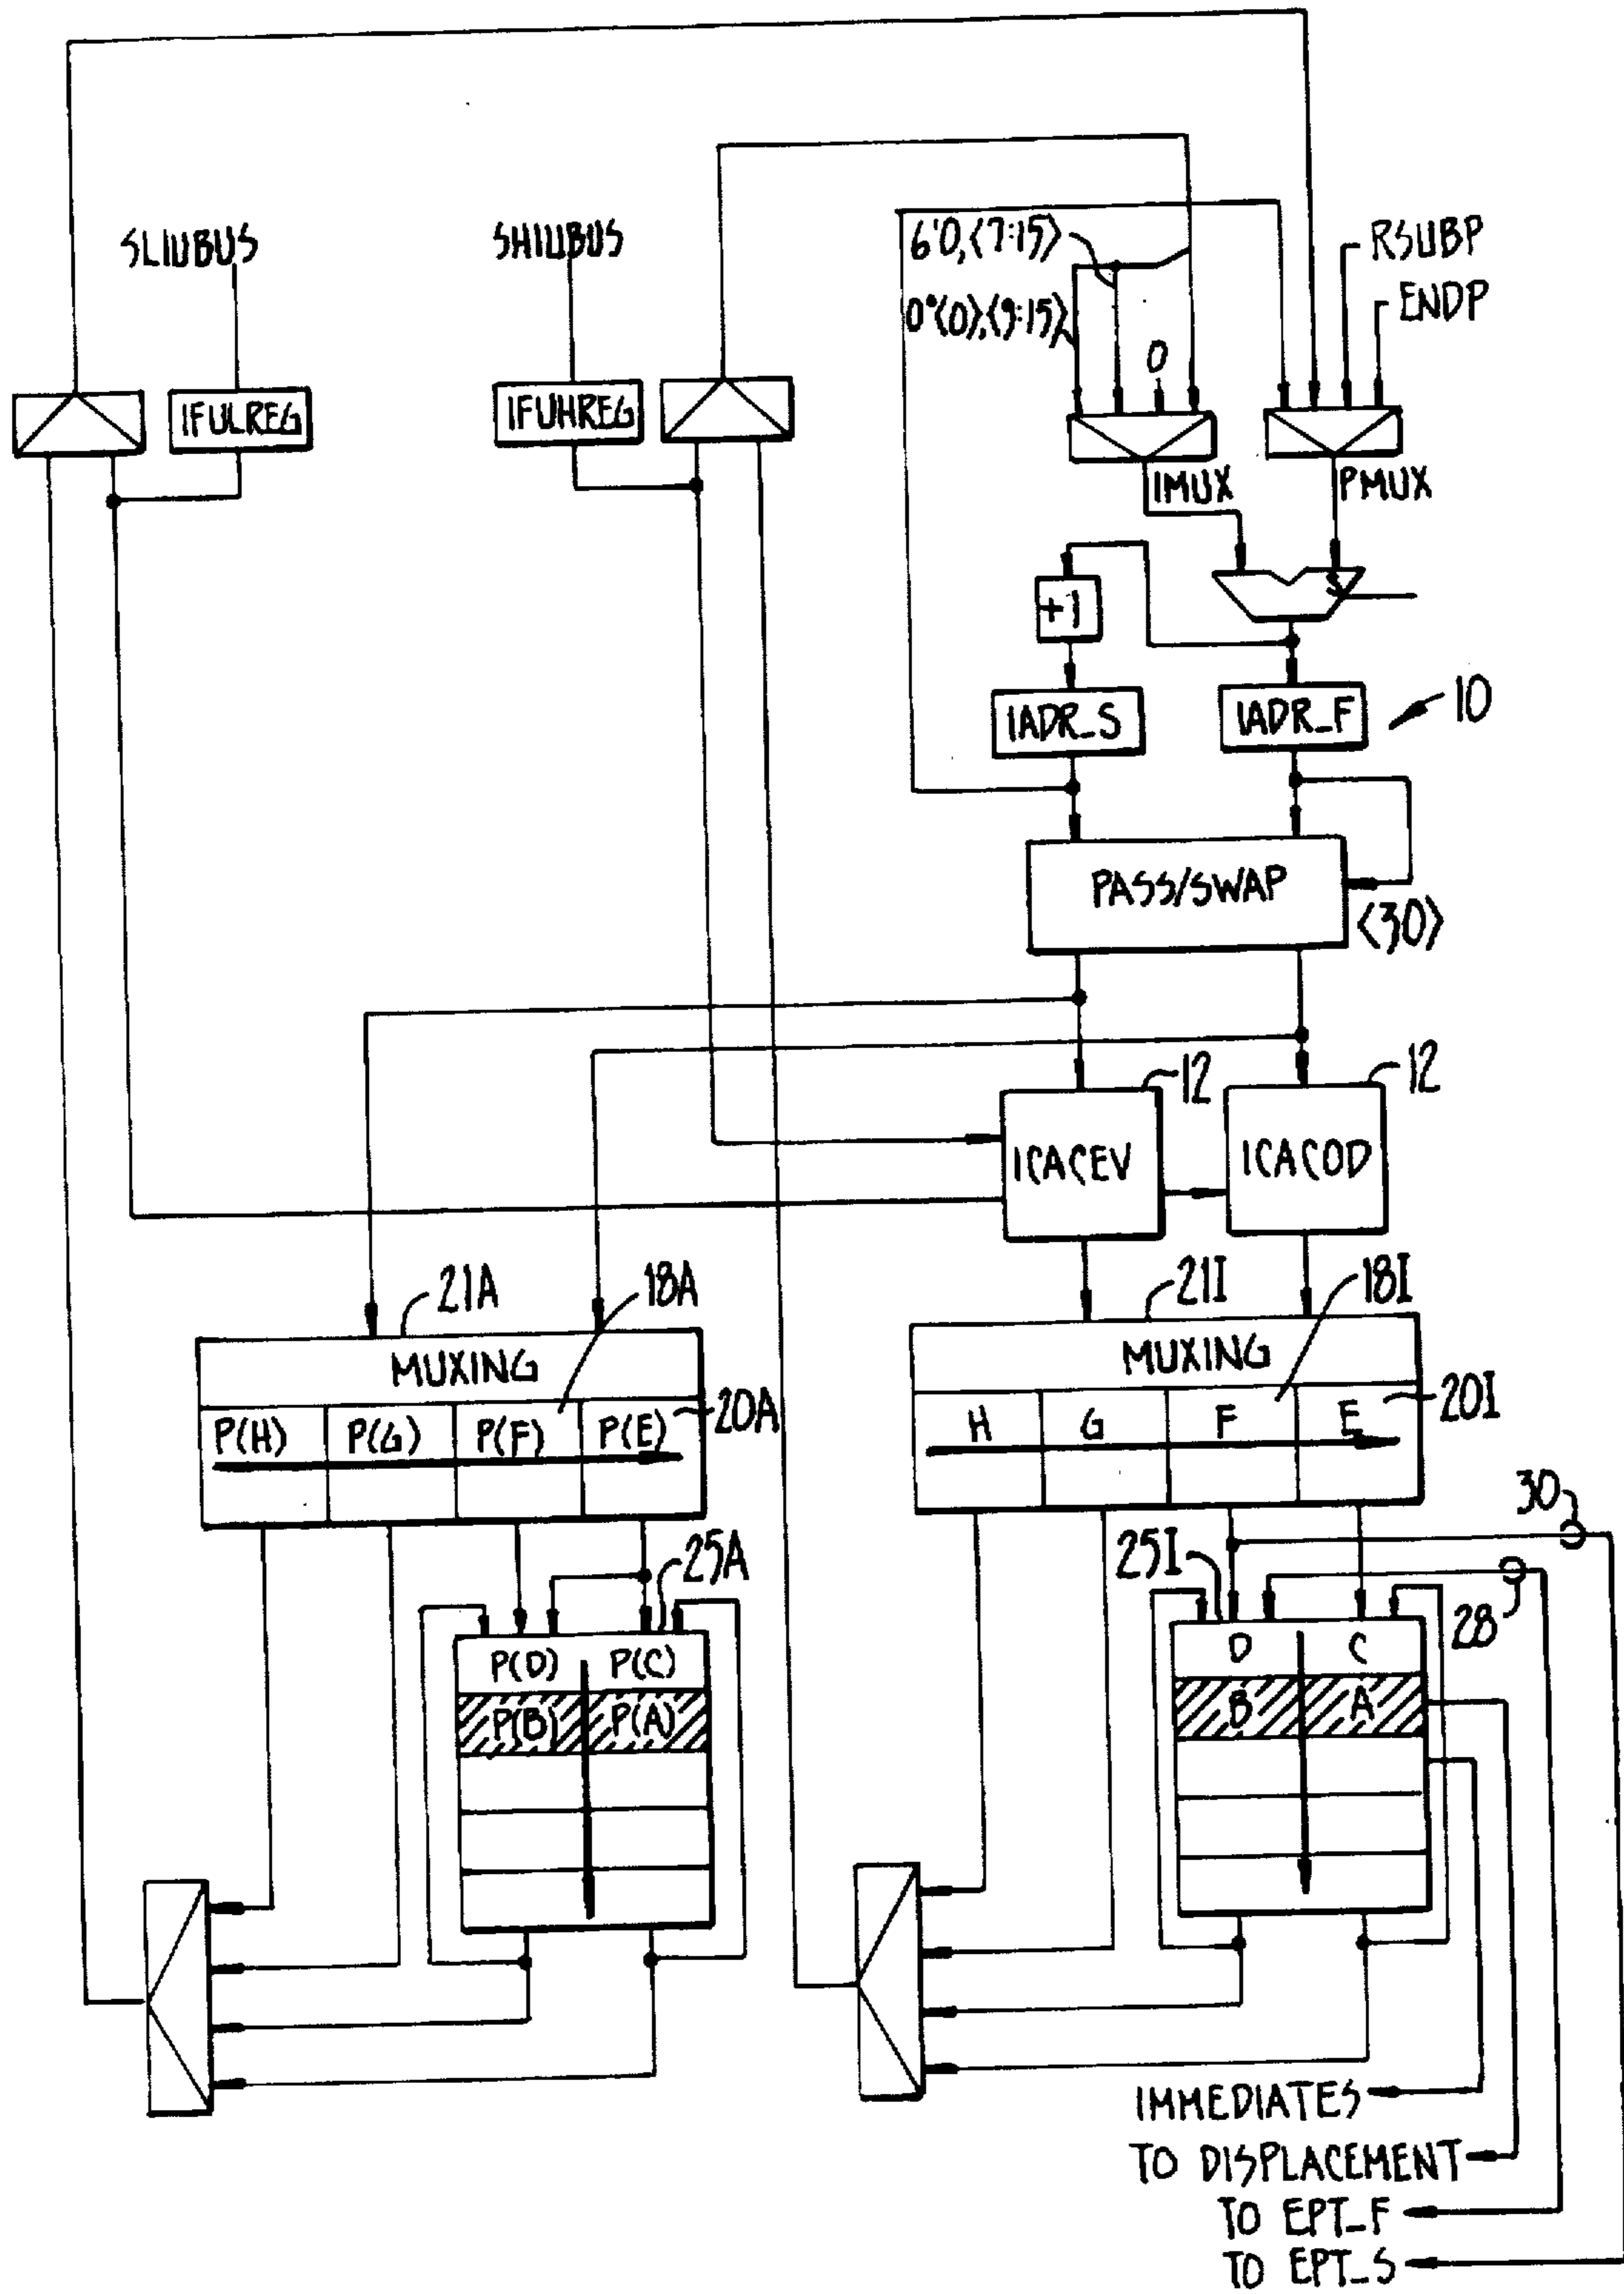 SLIUBUS
SHIUBUS
6'0,<7:15>
RSUBP
0*<0>,<9:15>
ENDP
0
IFULREG
IFUHREG
IMUX
PMUX
+1
IADR_S
IADR_F
10
PASS/SWAP
<30>
12
12
ICACEV
ICACOD
21A
18A
21I
18I
MUXING
MUXING
P(H) P(G) P(F) P(E)
20A
H G F E
20I
30
25A
25I
28
P(D) P(C)
D C
P(B) P(A)
B A
IMMEDIATES
TO DISPLACEMENT
TO EPT_F
TO EPT_S